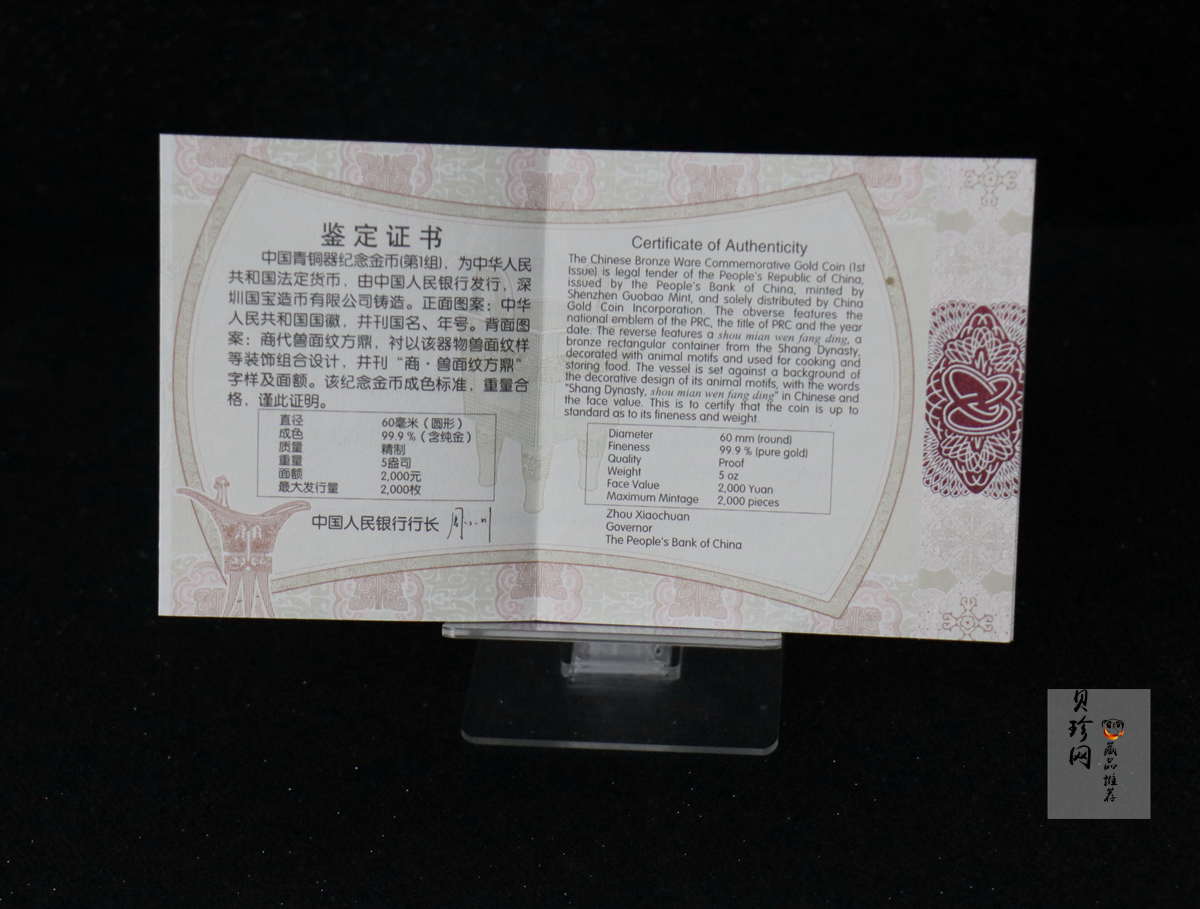 鉴定证书
中国青铜器纪念金币(第1组)，为中华人民
共和国法定货币，由中国人民银行发行，深
圳国宝造币有限公司铸造。正面图案：中华
人民共和国国徽，并刊国名、年号。背面图
案：商代兽面纹方鼎，衬以该器物兽面纹样
等装饰组合设计，并刊“商·兽面纹方鼎”
字样及面额。该纪念金币成色标准，重量合
格，谨此证明。
直径 60毫米（圆形）
成色 99.9％（含纯金）
质量 精制
重量 5盎司
面额 2,000元
最大发行量 2,000枚
中国人民银行行长
Certificate of Authenticity
The Chinese Bronze Ware Commemorative Gold Coin (1st
Issue) is legal tender of the People's Republic of China,
issued by the People's Bank of China, minted by
Shenzhen Guobao Mint, and solely distributed by China
Gold Coin Incorporation. The obverse features the
national emblem of the PRC, the title of PRC and the year
date. The reverse features a shou mian wen fang ding, a
bronze rectangular container from the Shang Dynasty,
decorated with animal motifs and used for cooking and
storing food. The vessel is set against a background of
the decorative design of its animal motifs, with the words
"Shang Dynasty, shou mian wen fang ding" in Chinese and
the face value. This is to certify that the coin is up to
standard as to its fineness and weight.
Diameter 60 mm (round)
Fineness 99.9 % (pure gold)
Quality Proof
Weight 5 oz
Face Value 2,000 Yuan
Maximum Mintage 2,000 pieces
Zhou Xiaochuan
Governor
The People's Bank of China
贝珍网
藏品推荐